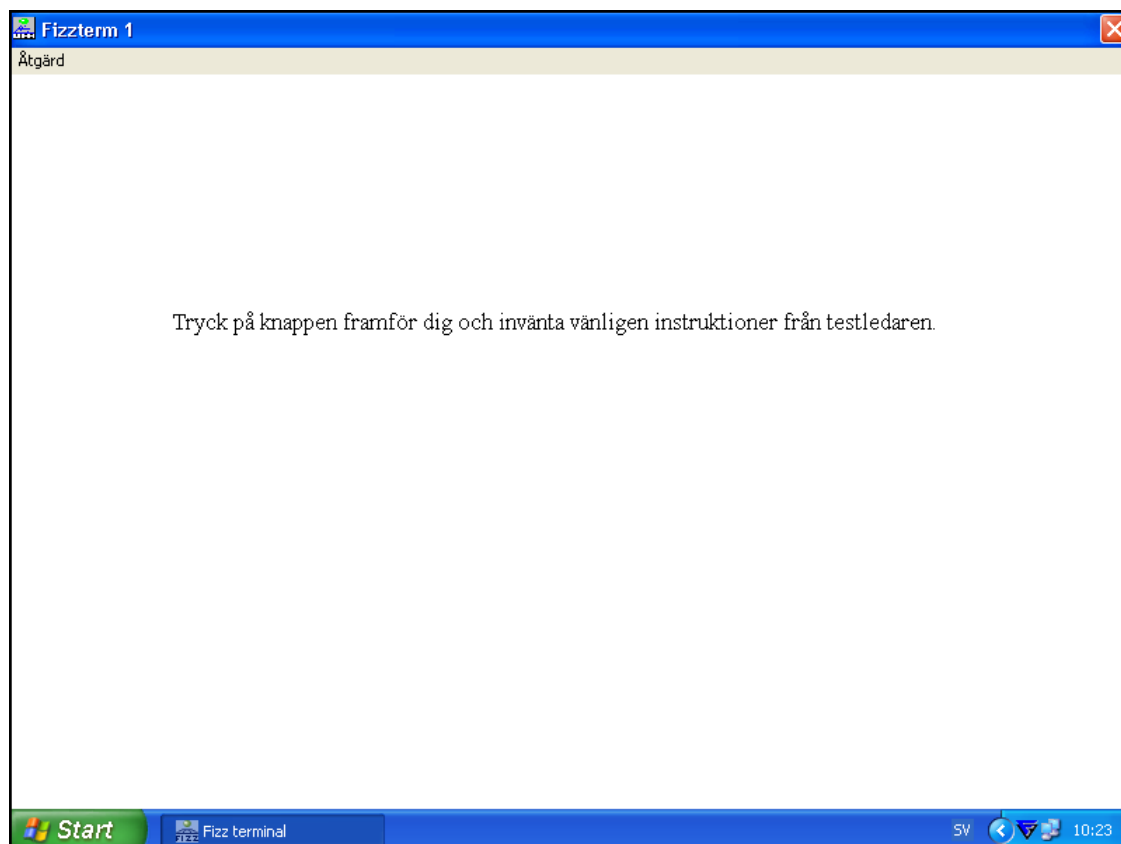 Fizzterm 1
Åtgärd
Tryck på knappen framför dig och invänta vänligen instruktioner från testledaren.
Start
Fizz terminal
SV
10:23